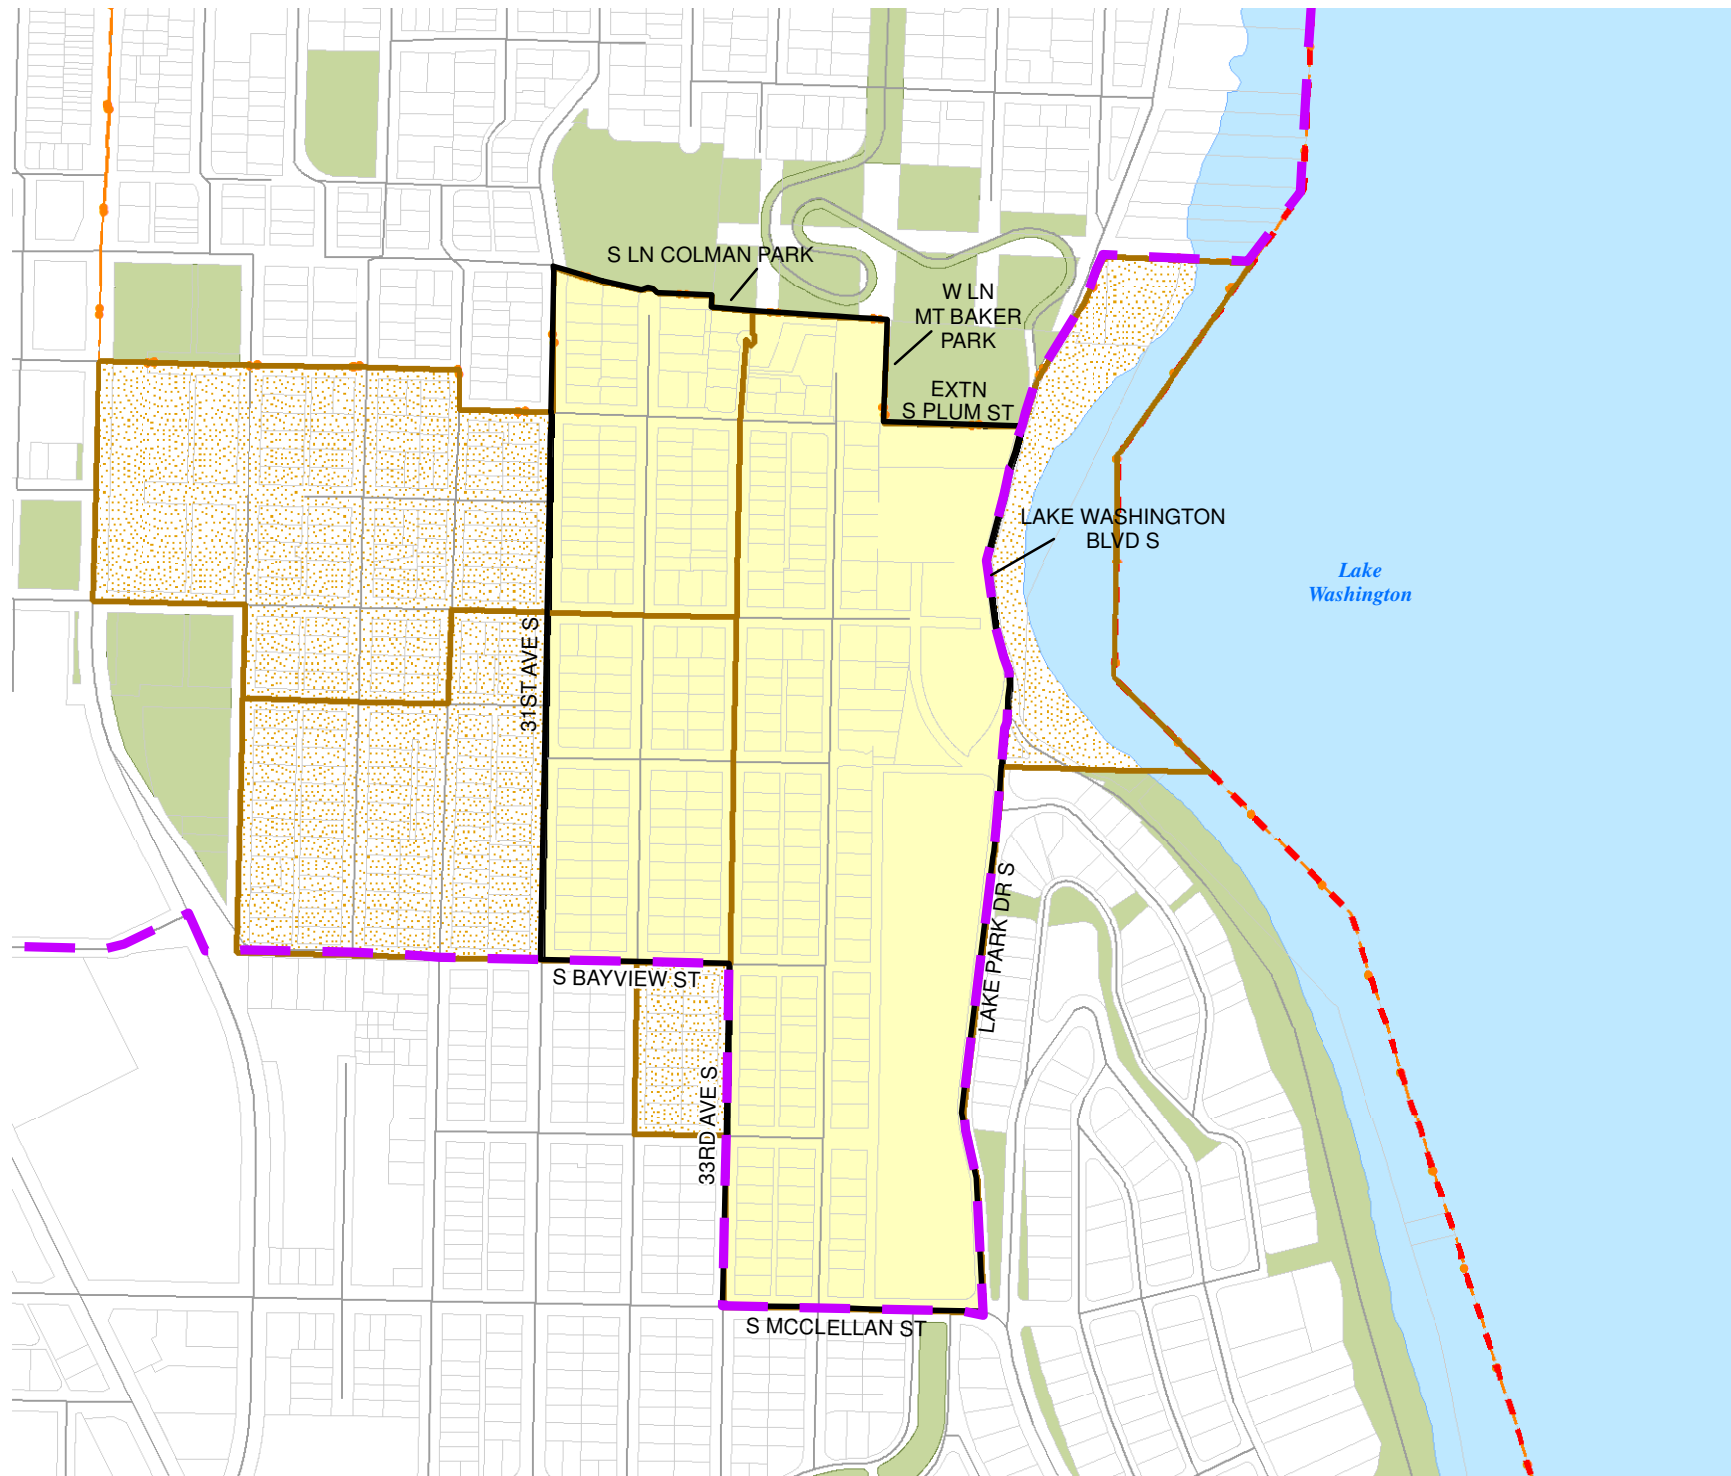 S LN COLMAN PARK
W LN
MT BAKER
PARK
EXTN
S PLUM ST
LAKE WASHINGTON
BLVD S
Lake
Washington
31ST AVE S
LAKE PARK DR S
S BAYVIEW ST
33RD AVE S
S MCCLELLAN ST